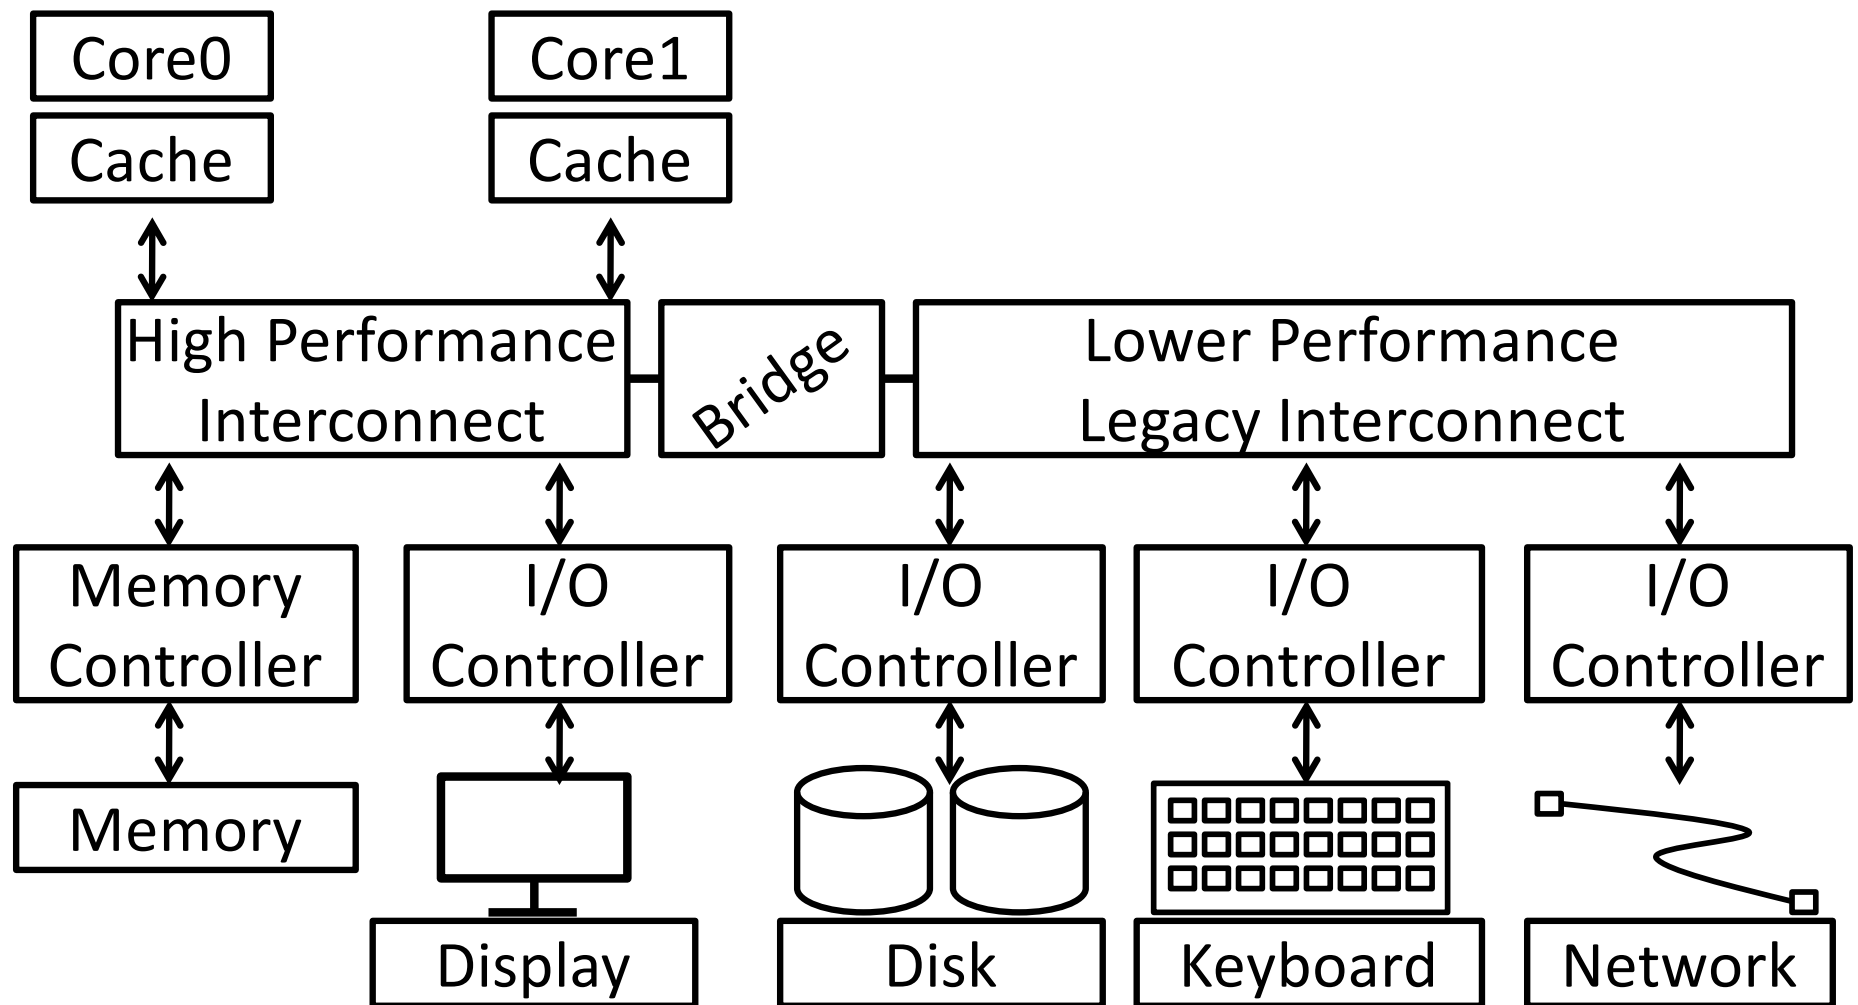 Core0
Core1
Cache
Cache
High Performance
Interconnect
Bridge
Lower Performance
Legacy Interconnect
Memory
Controller
I/O
Controller
I/O
Controller
I/O
Controller
I/O
Controller
Memory
Display
Disk
Keyboard
Network